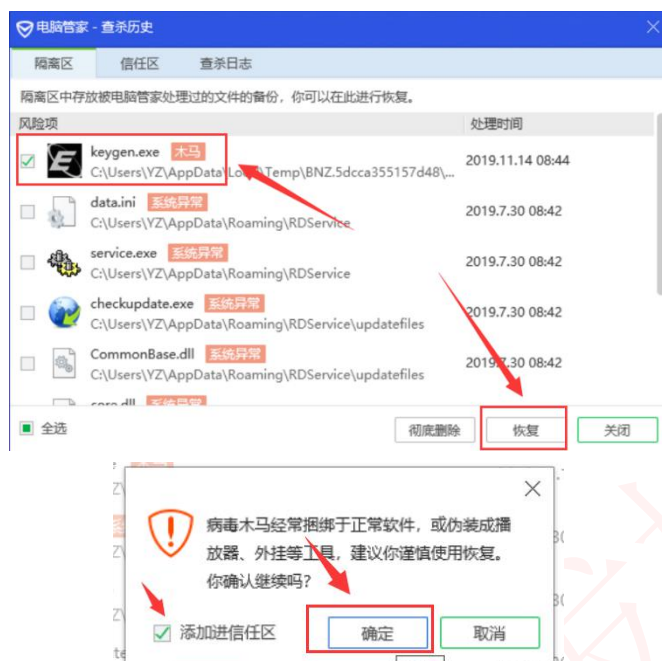 电脑管家 - 查杀历史
隔离区 信任区 查杀日志
隔离区中存放被电脑管家处理过的文件的备份，你可以在此进行恢复。
风险项 处理时间
keygen.exe 木马
C:\Users\YZ\AppData\Local\Temp\BNZ.5dcca355157d48\... 2019.11.14 08:44
data.ini 系统异常
C:\Users\YZ\AppData\Roaming\RDService 2019.7.30 08:42
service.exe 系统异常
C:\Users\YZ\AppData\Roaming\RDService 2019.7.30 08:42
checkupdate.exe 系统异常
C:\Users\YZ\AppData\Roaming\RDService\updatefiles 2019.7.30 08:42
CommonBase.dll 系统异常
C:\Users\YZ\AppData\Roaming\RDService\updatefiles 2019.7.30 08:42
core.dll 系统异常
全选 彻底删除 恢复 关闭
病毒木马经常捆绑于正常软件，或伪装成播
放器、外挂等工具，建议你谨慎使用恢复。
你确认继续吗？
添加进信任区 确定 取消